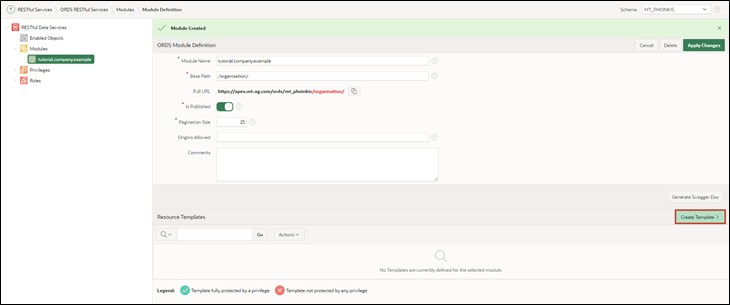 RESTful Services \ ORDS RESTful Services \ Modules \ Module Definition
Schema MT_PHOINKIS
RESTful Data Services
Enabled Objects
Modules
tutorial.company.example
Privileges
Roles
Module Created
ORDS Module Definition
Cancel Delete Apply Changes
* Module Name tutorial.company.example
* Base Path /organisation/
Full URL https://apex.mt-ag.com/ords/mt_phoinkis/organisation/
* Is Published
* Pagination Size 25
Origins Allowed
Comments
Generate Swagger Doc
Resource Templates
Create Template >
Go Actions
No Templates are currently defined for the selected module.
Legend: Template fully protected by a privilege Template not protected by any privilege